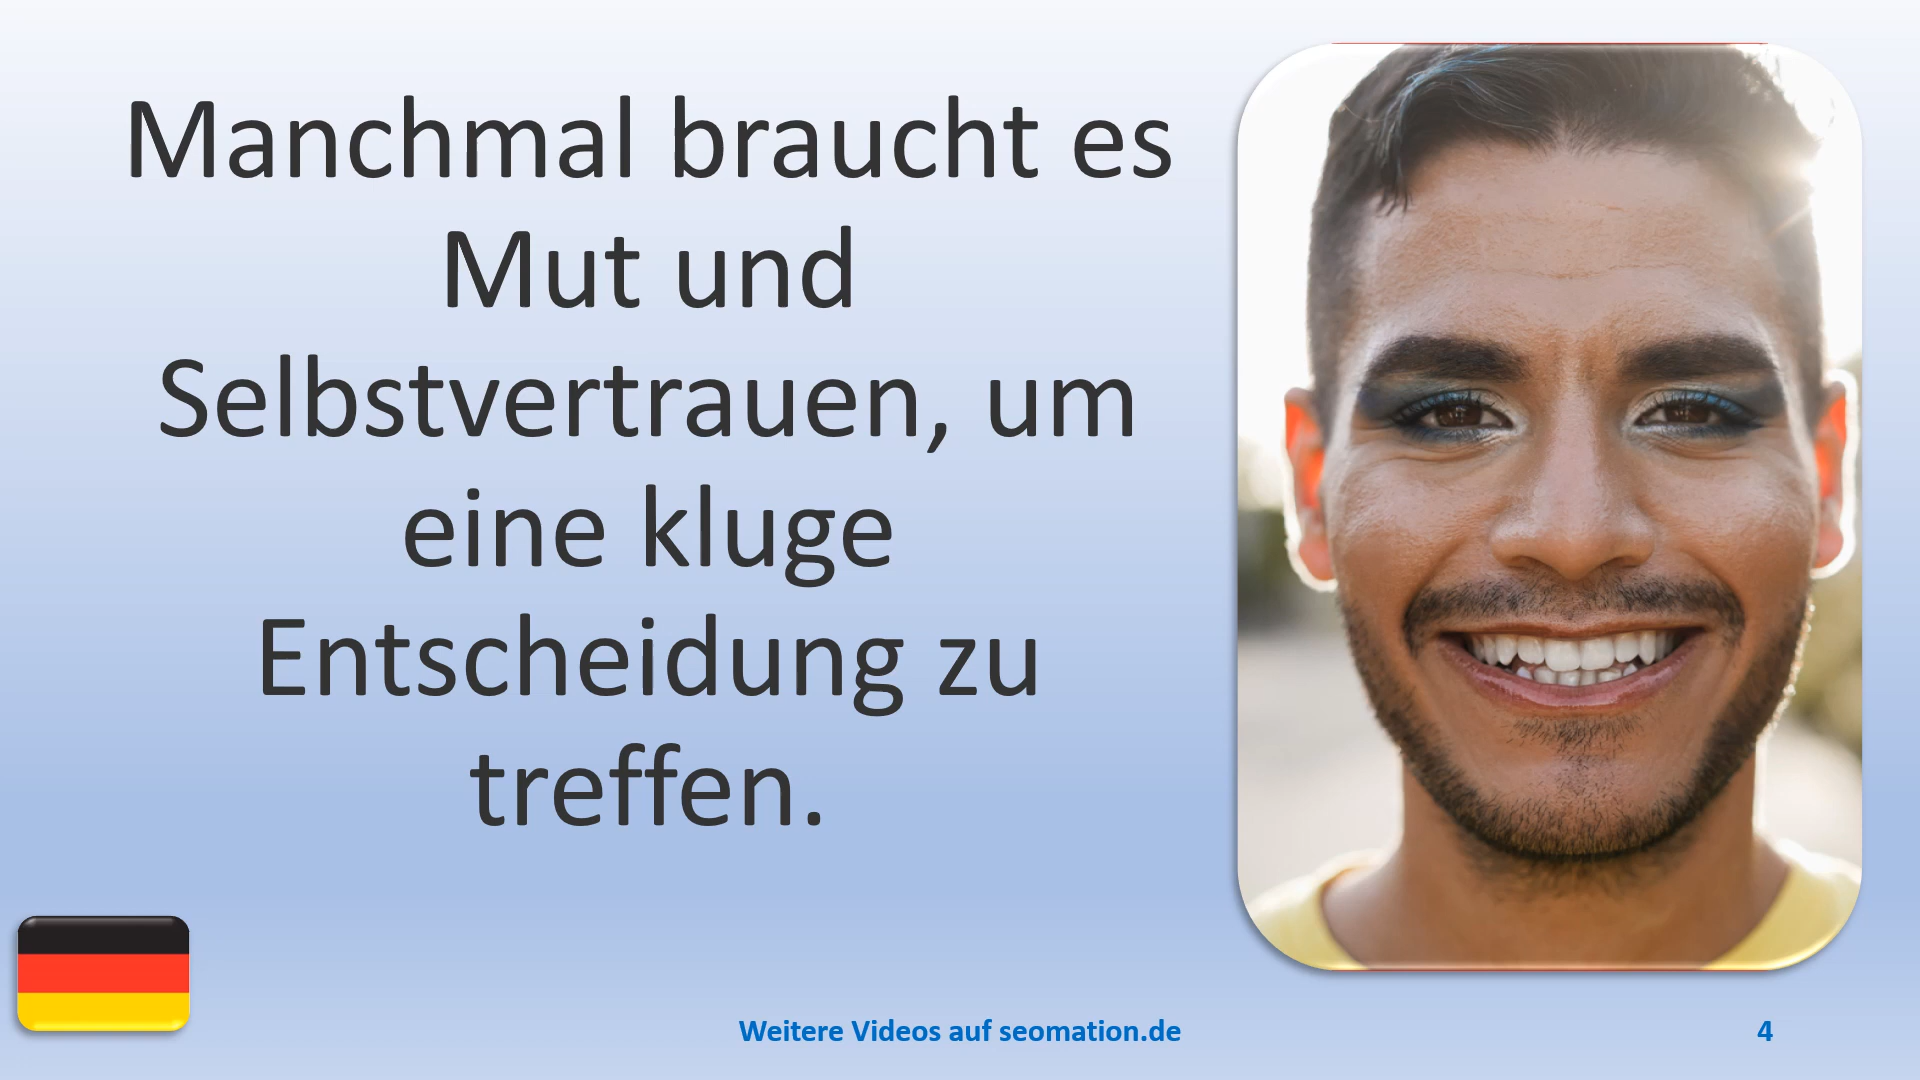 Manchmal braucht es
Mut und
Selbstvertrauen, um
eine kluge
Entscheidung zu
treffen.
Weitere Videos auf seomation.de
4